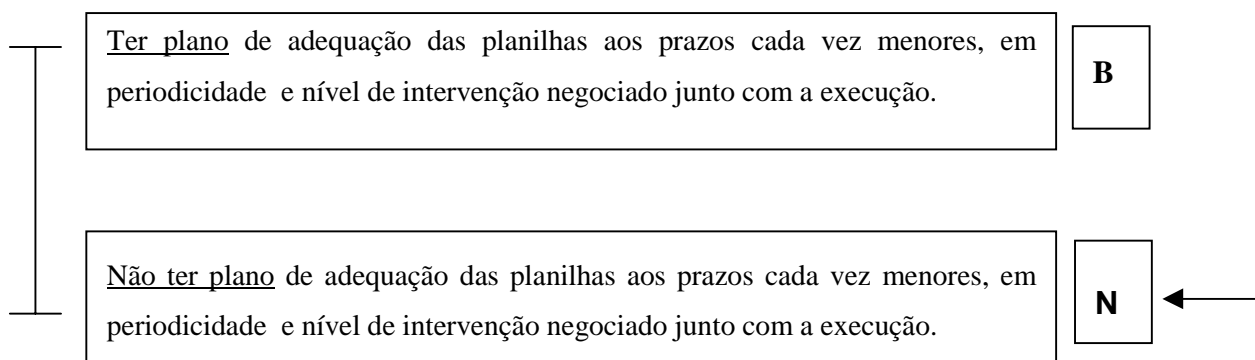 Ter plano de adequação das planilhas aos prazos cada vez menores, em
periodicidade e nível de intervenção negociado junto com a execução.
B
Não ter plano de adequação das planilhas aos prazos cada vez menores, em
periodicidade e nível de intervenção negociado junto com a execução.
N